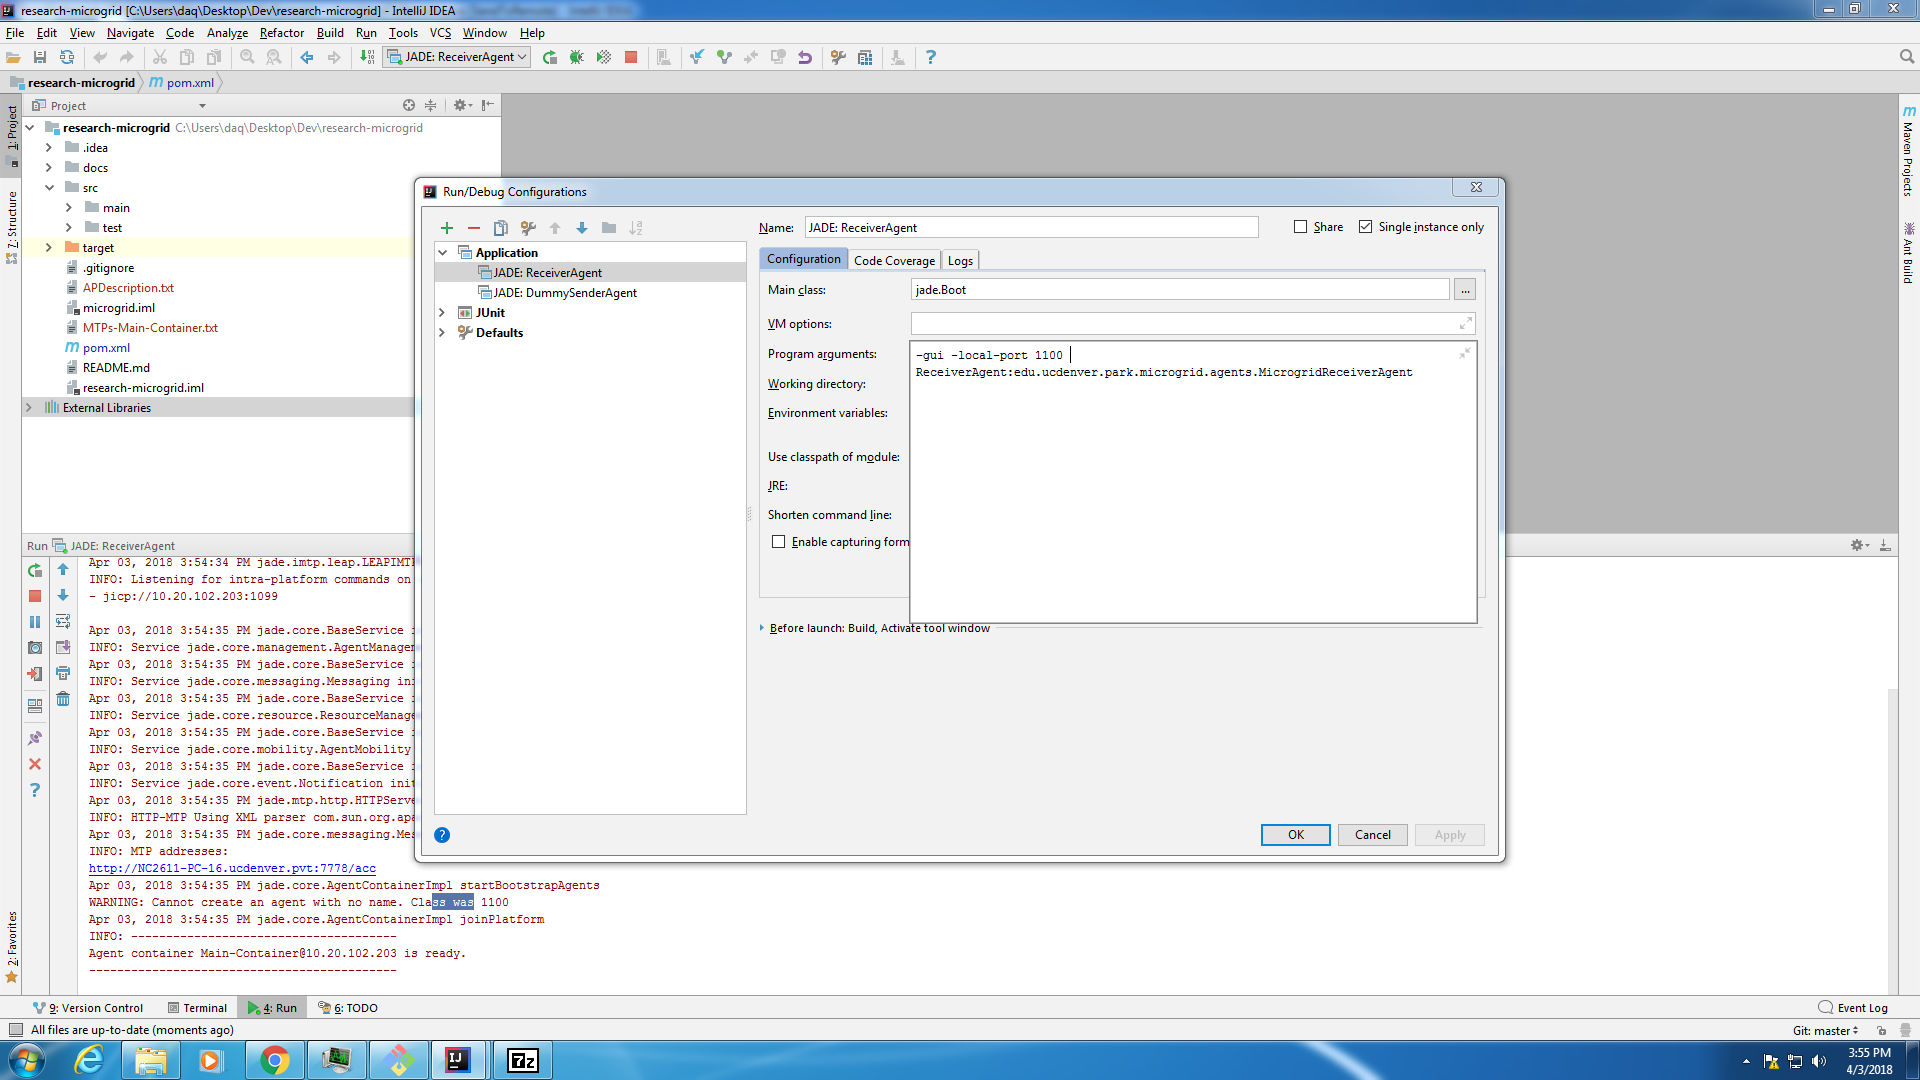 research-microgrid [C:\Users\daq\Desktop\Dev\research-microgrid] - IntelliJ IDEA
File Edit View Navigate Code Analyze Refactor Build Run Tools VCS Window Help
JADE: ReceiverAgent
research-microgrid pom.xml
Project
research-microgrid C:\Users\daq\Desktop\Dev\research-microgrid
.idea
docs
src
main
test
target
.gitignore
APDescription.txt
microgrid.iml
MTPs-Main-Container.txt
pom.xml
README.md
research-microgrid.iml
External Libraries
1: Project
7: Structure
2: Favorites
Maven Projects
Ant Build
Run/Debug Configurations
Application
JADE: ReceiverAgent
JADE: DummySenderAgent
JUnit
Defaults
Name: JADE: ReceiverAgent
Share
Single instance only
Configuration Code Coverage Logs
Main class: jade.Boot ...
VM options:
Program arguments: -gui -local-port 1100
ReceiverAgent:edu.ucdenver.park.microgrid.agents.MicrogridReceiverAgent
Working directory:
Environment variables:
Use classpath of module:
JRE:
Shorten command line:
Enable capturing form
Before launch: Build, Activate tool window
OK Cancel Apply
Run JADE: ReceiverAgent
Apr 03, 2018 3:54:34 PM jade.imtp.leap.LEAPIMTP
INFO: Listening for intra-platform commands on
- jicp://10.20.102.203:1099
Apr 03, 2018 3:54:35 PM jade.core.BaseService i
INFO: Service jade.core.management.AgentManagem
Apr 03, 2018 3:54:35 PM jade.core.BaseService i
INFO: Service jade.core.messaging.Messaging ini
Apr 03, 2018 3:54:35 PM jade.core.BaseService i
INFO: Service jade.core.resource.ResourceManage
Apr 03, 2018 3:54:35 PM jade.core.BaseService i
INFO: Service jade.core.mobility.AgentMobility
Apr 03, 2018 3:54:35 PM jade.core.BaseService i
INFO: Service jade.core.event.Notification init
Apr 03, 2018 3:54:35 PM jade.mtp.http.HTTPServe
INFO: HTTP-MTP Using XML parser com.sun.org.apa
Apr 03, 2018 3:54:35 PM jade.core.messaging.Mes
INFO: MTP addresses:
http://NC2611-PC-16.ucdenver.pvt:7778/acc
Apr 03, 2018 3:54:35 PM jade.core.AgentContainerImpl startBootstrapAgents
WARNING: Cannot create an agent with no name. Class was 1100
Apr 03, 2018 3:54:35 PM jade.core.AgentContainerImpl joinPlatform
INFO: --------------------------------------
Agent container Main-Container@10.20.102.203 is ready.
--------------------------------------------
9: Version Control Terminal 4: Run 6: TODO Event Log
All files are up-to-date (moments ago) Git: master
3:55 PM
4/3/2018